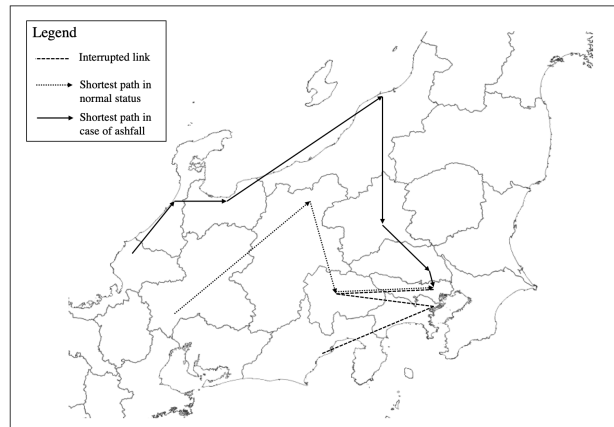 Legend
Interrupted link
Shortest path in
normal status
Shortest path in
case of ashfall